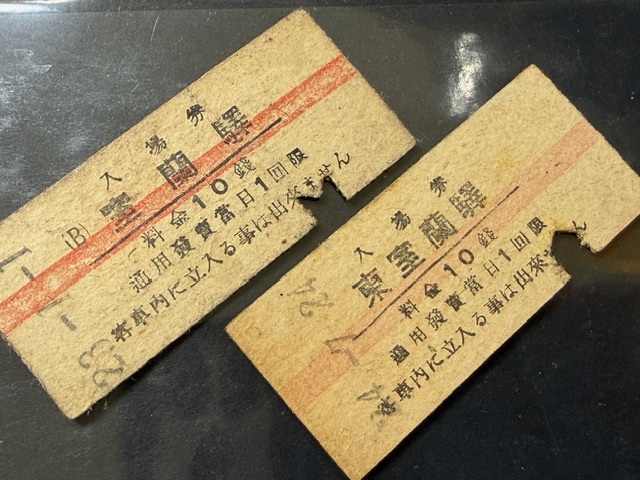 入場券
(B) 室蘭驛
料金10錢
通用發賣當日1回限
客車内に立入る事は出來ません
入場券
東室蘭驛
料金10錢
通用發賣當日1回限
客車内に立入る事は出來ません